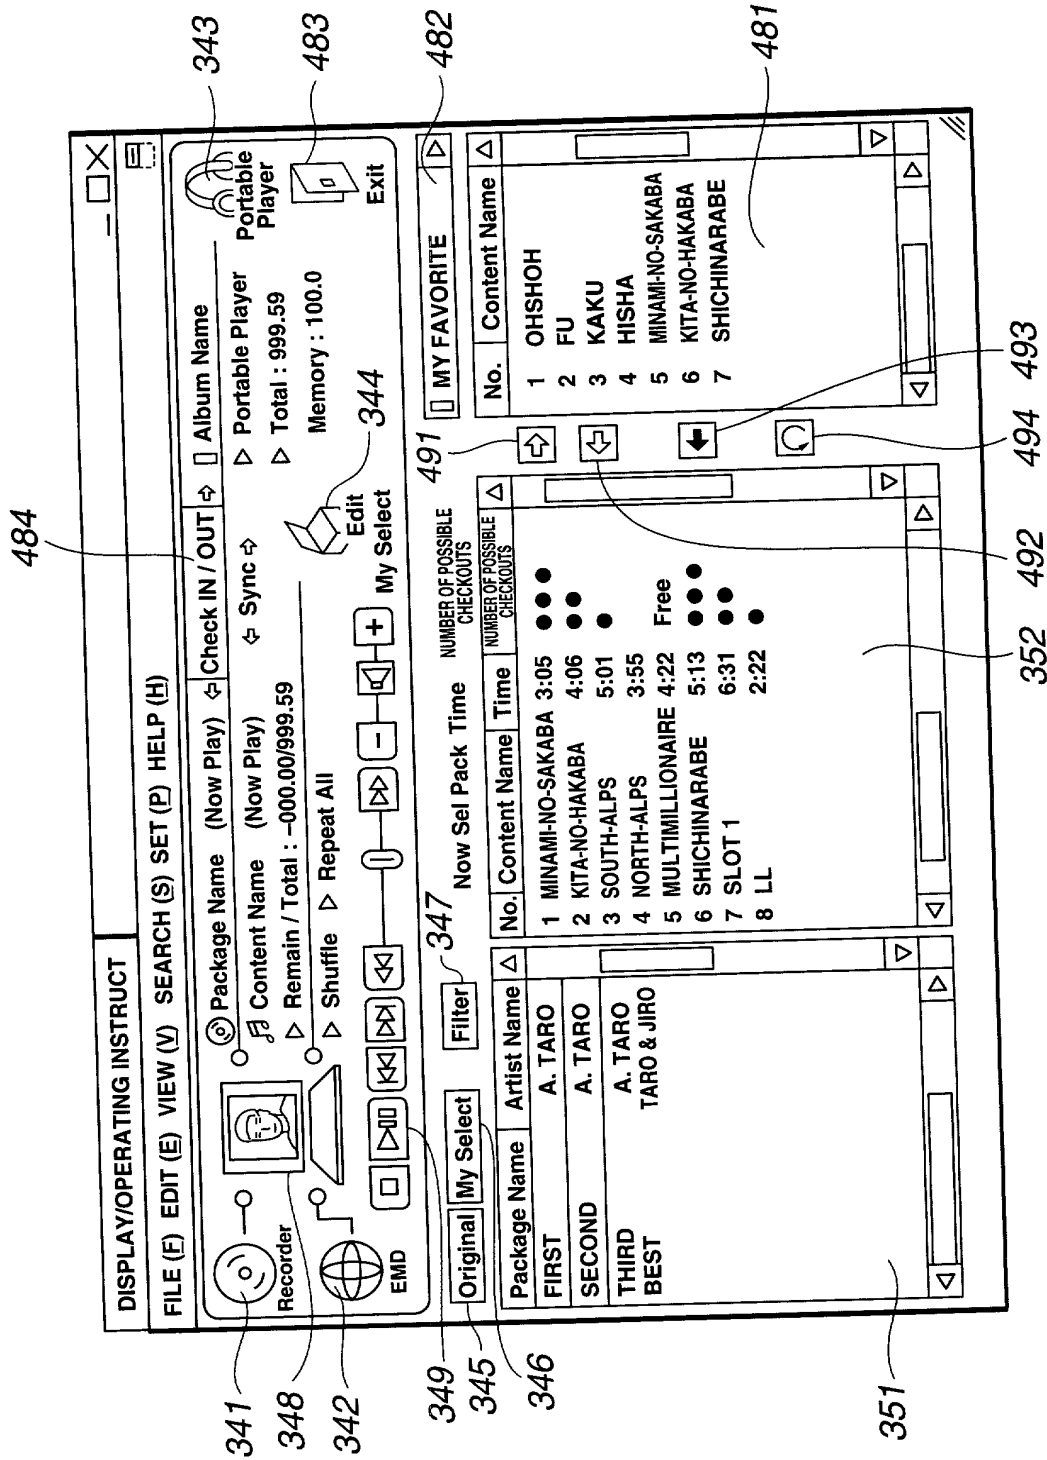 484
343
483
482
481
DISPLAY/OPERATING INSTRUCT
FILE (F) EDIT (E) VIEW (V) SEARCH (S) SET (P) HELP (H)
Package Name (Now Play) Check IN / OUT Album Name
Content Name (Now Play) Sync Portable Player
Remain / Total : –000.00/999.59 Total : 999.59
Shuffle Repeat All Memory : 100.0
Recorder
EMD
Edit
My Select
Portable
Player
Exit
341
348
342
349
345
346
347
344
Original My Select Filter
Now Sel Pack Time NUMBER OF POSSIBLE
CHECKOUTS
MY FAVORITE
Package Name Artist Name
FIRST A. TARO
SECOND A. TARO
THIRD A. TARO
BEST TARO & JIRO
No. Content Name Time NUMBER OF POSSIBLE
CHECKOUTS
1 MINAMI-NO-SAKABA 3:05 ●●●
2 KITA-NO-HAKABA 4:06 ●●
3 SOUTH-ALPS 5:01 ●
4 NORTH-ALPS 3:55
5 MULTIMILLIONAIRE 4:22 Free
6 SHICHINARABE 5:13 ●●●
7 SLOT 1 6:31 ●●
8 LL 2:22 ●
No. Content Name
1 OHSHOH
2 FU
3 KAKU
4 HISHA
5 MINAMI-NO-SAKABA
6 KITA-NO-HAKABA
7 SHICHINARABE
491
492
493
494
351
352